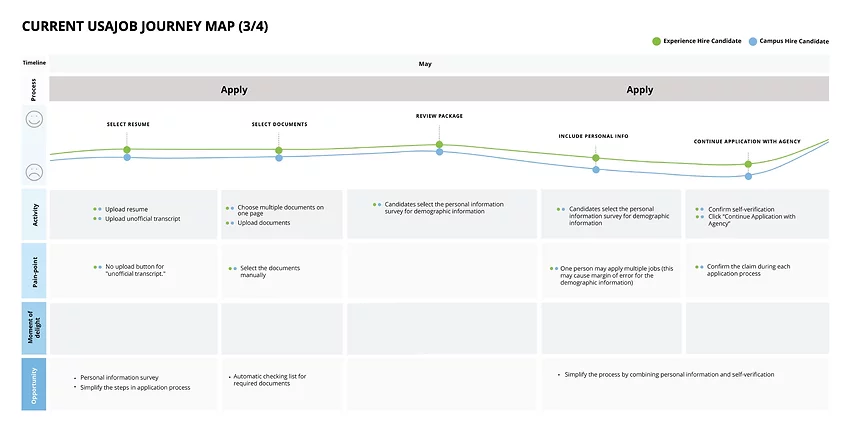 CURRENT USAJOB JOURNEY MAP (3/4)
Experience Hire Candidate
Campus Hire Candidate
Timeline
May
Process
Apply
Apply
SELECT RESUME
SELECT DOCUMENTS
REVIEW PACKAGE
INCLUDE PERSONAL INFO
CONTINUE APPLICATION WITH AGENCY
Activity
Upload resume
Upload unofficial transcript
Choose multiple documents on
one page
Upload documents
Candidates select the personal information
survey for demographic information
Candidates select the personal
information survey for demographic
information
Confirm self-verification
Click “Continue Application with
Agency”
Pain-point
No upload button for
"unofficial transcript."
Select the documents
manually
One person may apply multiple jobs (this
may cause margin of error for the
demographic information)
Confirm the claim during each
application process
Moment of
delight
Opportunity
Personal information survey
Simplify the steps in application process
Automatic checking list for
required documents
Simplify the process by combining personal information and self-verification